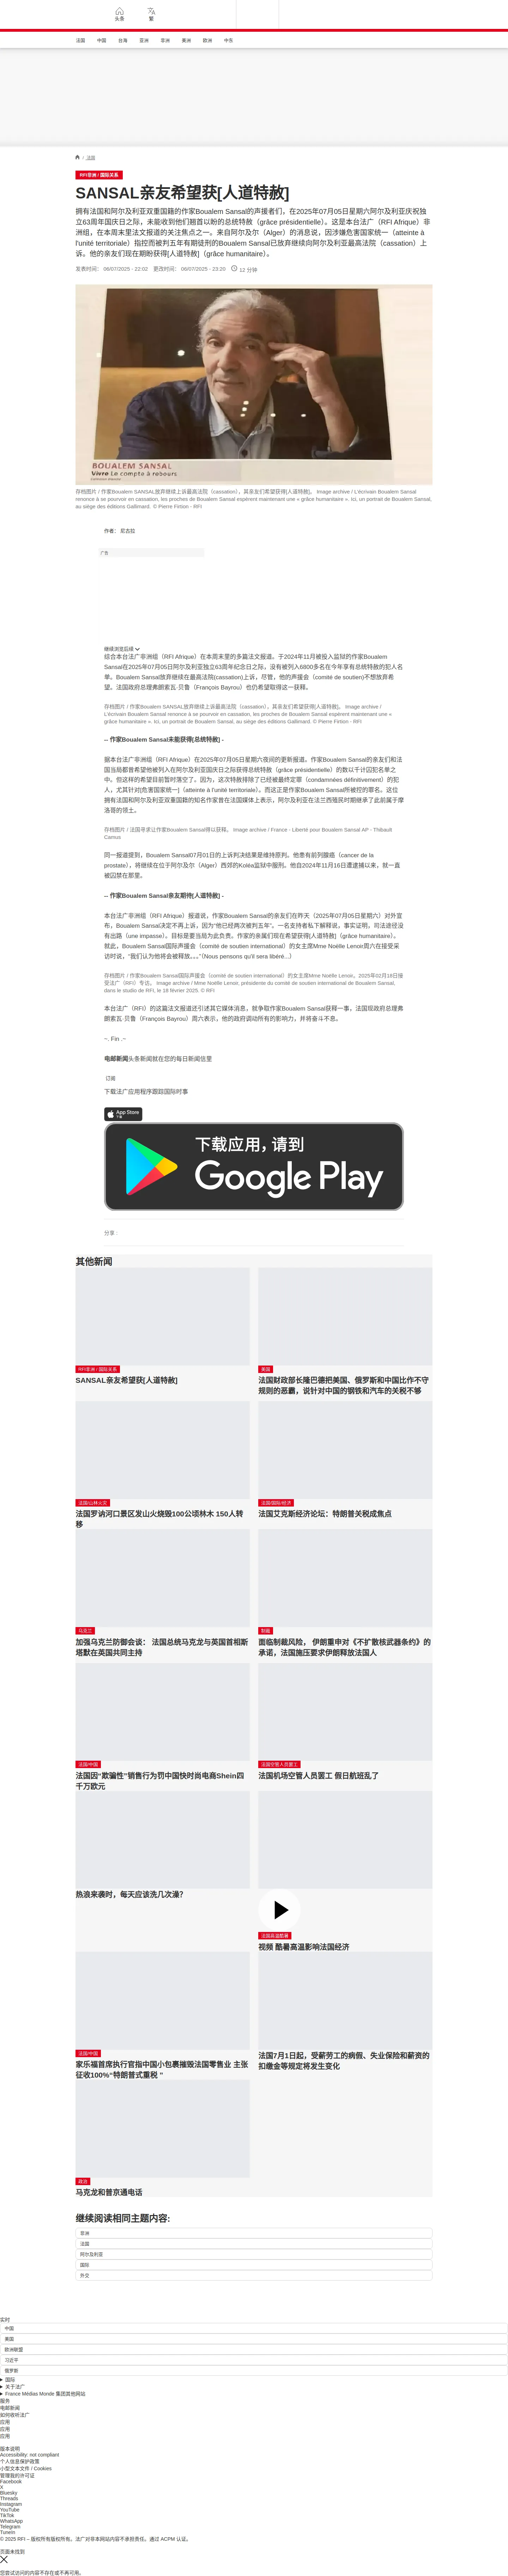 头条
繁
法国
中国
台海
亚洲
非洲
美洲
欧洲
中东
/ 法国
RFI非洲 / 国际关系
SANSAL亲友希望获[人道特赦]
拥有法国和阿尔及利亚双重国籍的作家Boualem Sansal的声援者们，在2025年07月05日星期六阿尔及利亚庆祝独
立63周年国庆日之际，未能收到他们翘首以盼的总统特赦（grâce présidentielle）。这是本台法广（RFI Afrique）非
洲组，在本周末里法文报道的关注焦点之一。来自阿尔及尔（Alger）的消息说，因涉嫌危害国家统一（atteinte à
l'unité territoriale）指控而被判五年有期徒刑的Boualem Sansal已放弃继续向阿尔及利亚最高法院（cassation）上
诉。他的亲友们现在期盼获得[人道特赦]（grâce humanitaire）。
发表时间： 06/07/2025 - 22:02 更改时间： 06/07/2025 - 23:20 12 分钟
BOUALEM SANSAL
Vivre Le compte à rebours
存档图片 / 作家Boualem SANSAL放弃继续上诉最高法院（cassation），其亲友们希望获得[人道特赦]。 Image archive / L'écrivain Boualem Sansal
renonce à se pourvoir en cassation, les proches de Boualem Sansal espèrent maintenant une « grâce humanitaire ». Ici, un portrait de Boualem Sansal,
au siège des éditions Gallimard. © Pierre Firtion - RFI
作者： 尼古拉
广告
继续浏览后续
综合本台法广非洲组（RFI Afrique）在本周末里的多篇法文报道。于2024年11月被投入监狱的作家Boualem
Sansal在2025年07月05日阿尔及利亚独立63周年纪念日之际。没有被列入6800多名在今年享有总统特赦的犯人名
单。Boualem Sansal放弃继续在最高法院(cassation)上诉，尽管，他的声援会（comité de soutien)不想放弃希
望。法国政府总理弗朗索瓦·贝鲁（François Bayrou）也仍希望取得这一获释。
存档图片 / 作家Boualem SANSAL放弃继续上诉最高法院（cassation），其亲友们希望获得[人道特赦]。 Image archive /
L'écrivain Boualem Sansal renonce à se pourvoir en cassation, les proches de Boualem Sansal espèrent maintenant une «
grâce humanitaire ». Ici, un portrait de Boualem Sansal, au siège des éditions Gallimard. © Pierre Firtion - RFI
-- 作家Boualem Sansal未能获得[总统特赦] -
据本台法广非洲组（RFI Afrique）在2025年07月05日星期六夜间的更新报道。作家Boualem Sansal的亲友们和法
国当局都曾希望他被列入在阿尔及利亚国庆日之际获得总统特赦（grâce présidentielle）的数以千计囚犯名单之
中。但这样的希望目前暂时落空了。因为，这次特赦排除了已经被最终定罪（condamnées définitivement）的犯
人，尤其针对[危害国家统一]（atteinte à l'unité territoriale）。而这正是作家Boualem Sansal所被控的罪名。这位
拥有法国和阿尔及利亚双重国籍的知名作家曾在法国媒体上表示，阿尔及利亚在法兰西殖民时期继承了此前属于摩
洛哥的领土。
存档图片 / 法国寻求让作家Boualem Sansal得以获释。 Image archive / France - Liberté pour Boualem Sansal AP - Thibault
Camus
同一报道提到，Boualem Sansal07月01日的上诉判决结果是维持原判。他患有前列腺癌（cancer de la
prostate），将继续在位于阿尔及尔（Alger）西郊的Koléa监狱中服刑。他自2024年11月16日遭逮捕以来，就一直
被囚禁在那里。
-- 作家Boualem Sansal亲友期待[人道特赦] -
本台法广非洲组（RFI Afrique）报道说，作家Boualem Sansal的亲友们在昨天（2025年07月05日星期六）对外宣
布，Boualem Sansal决定不再上诉，因为“他已经两次被判五年”。一名支持者私下解释说，事实证明，司法途径没
有出路（une impasse）。目标是要当局为此负责。作家的亲属们现在希望获得[人道特赦]（grâce humanitaire）。
就此，Boualem Sansal国际声援会（comité de soutien international）的女主席Mme Noëlle Lenoir周六在接受采
访时说，“我们认为他将会被释放。。。”（Nous pensons qu'il sera libéré...）
存档图片 / 作家Boualem Sansal国际声援会（comité de soutien international）的女主席Mme Noëlle Lenoir。2025年02月18日接
受法广（RFI）专访。 Image archive / Mme Noëlle Lenoir, présidente du comité de soutien international de Boualem Sansal,
dans le studio de RFI, le 18 février 2025. © RFI
本台法广（RFI）的这篇法文报道还引述其它媒体消息，就争取作家Boualem Sansal获释一事，法国现政府总理弗
朗索瓦·贝鲁（François Bayrou）周六表示，他的政府调动所有的影响力，并将奋斗不息。
~. Fin .~
电邮新闻头条新闻就在您的每日新闻信里
订阅
下载法广应用程序跟踪国际时事
App Store
下载
下载应用，请到
Google Play
分享 :
其他新闻
RFI非洲 / 国际关系
SANSAL亲友希望获[人道特赦]
美国
法国财政部长隆巴德把美国、俄罗斯和中国比作不守
规则的恶霸，说针对中国的钢铁和汽车的关税不够
法国/山林火灾
法国罗讷河口景区发山火烧毁100公顷林木 150人转
移
法国/国际/经济
法国艾克斯经济论坛：特朗普关税成焦点
乌克兰
加强乌克兰防御会谈： 法国总统马克龙与英国首相斯
塔默在英国共同主持
制裁
面临制裁风险， 伊朗重申对《不扩散核武器条约》的
承诺，法国施压要求伊朗释放法国人
法国/中国
法国因“欺骗性”销售行为罚中国快时尚电商Shein四
千万欧元
法国空管人员罢工
法国机场空管人员罢工 假日航班乱了
热浪来袭时，每天应该洗几次澡?
法国高温酷暑
视频 酷暑高温影响法国经济
法国/中国
家乐福首席执行官指中国小包裹摧毁法国零售业 主张
征收100%“特朗普式重税 ”
法国7月1日起，受薪劳工的病假、失业保险和薪资的
扣缴金等规定将发生变化
政治
马克龙和普京通电话
继续阅读相同主题内容:
非洲
法国
阿尔及利亚
国际
外交
实时
中国
美国
欧洲联盟
习近平
俄罗斯
国际
关于法广
France Médias Monde 集团其他网站
服务
电邮新闻
如何收听法广
应用
应用
应用
版本说明
Accessibility: not compliant
个人信息保护政策
小型文本文件 / Cookies
管理我的许可证
Facebook
X
Bluesky
Threads
Instagram
YouTube
TikTok
WhatsApp
Telegram
TuneIn
© 2025 RFI – 版权所有版权所有。法广对非本网站内容不承担责任。通过 ACPM 认证。
页面未找到
您尝试访问的内容不存在或不再可用。